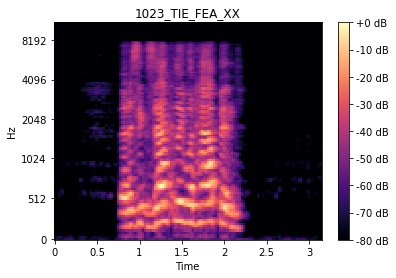 1023_TIE_FEA_XX
8192
4096
2048
1024
512
0
Hz
0 0.5 1 1.5 2 2.5 3
Time
+0 dB
-10 dB
-20 dB
-30 dB
-40 dB
-50 dB
-60 dB
-70 dB
-80 dB